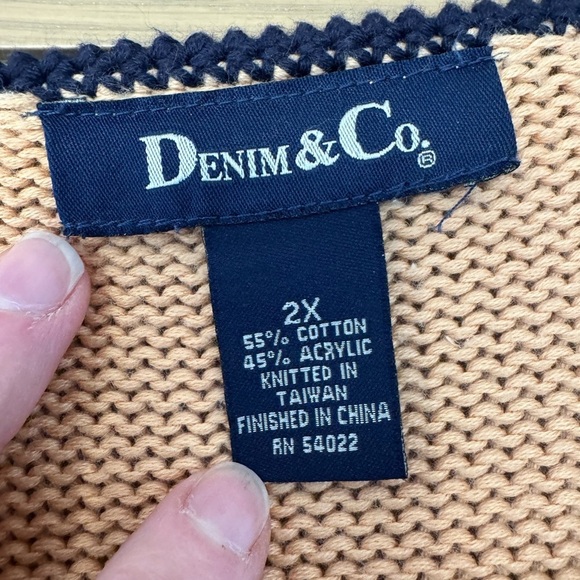 DENIM & CO.®
2X
55% COTTON
45% ACRYLIC
KNITTED IN
TAIWAN
FINISHED IN CHINA
RN 54022